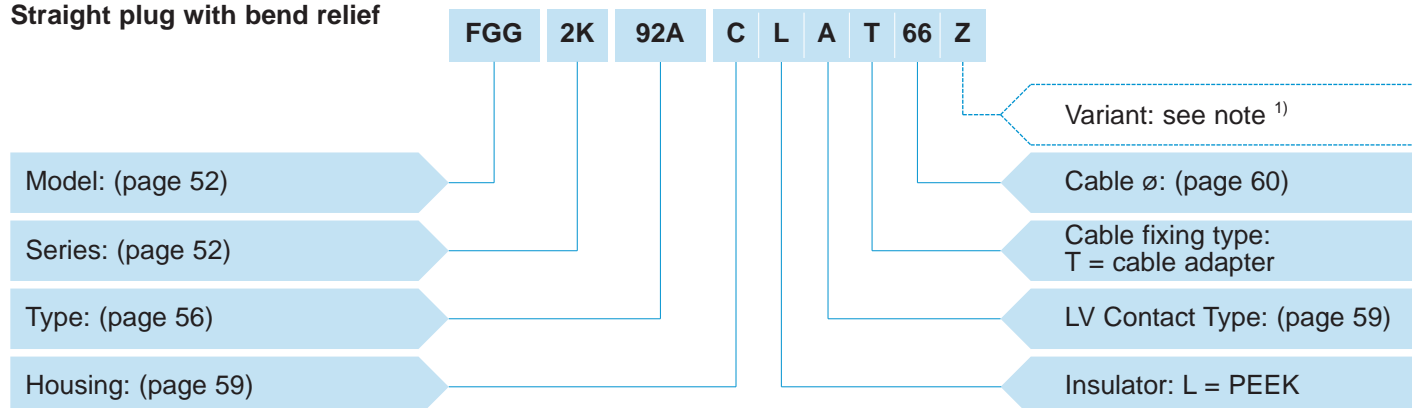 Straight plug with bend relief
FGG 2K 92A C L A T 66 Z
Variant: see note 1)
Model: (page 52)
Cable ø: (page 60)
Series: (page 52)
Cable fixing type:
T = cable adapter
Type: (page 56)
LV Contact Type: (page 59)
Housing: (page 59)
Insulator: L = PEEK